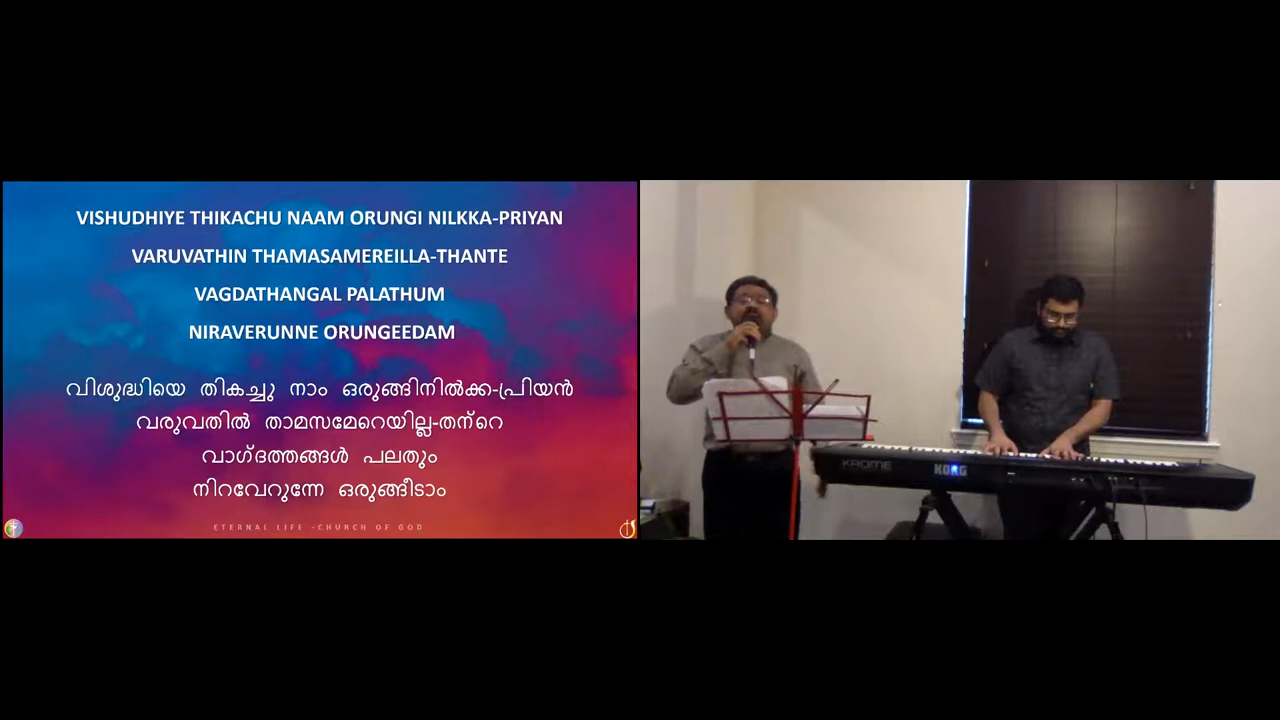 VISHUDHIYE THIKACHU NAAM ORUNGI NILKKA-PRIYAN
VARUVATHIN THAMASAMEREILLA-THANTE
VAGDATHANGAL PALATHUM
NIRAVERUNNE ORUNGEEDAM
വിശുദ്ധിയെ തികച്ചു നാം ഒരുങ്ങിനിൽക്ക-പ്രിയൻ
വരുവതിൽ താമസമേറെയില്ല-തന്റെ
വാഗ്ദത്തങ്ങൾ പലതും
നിറവേറുന്നേ ഒരുങ്ങീടാം
ETERNAL LIFE -CHURCH OF GOD
KROME
KORG